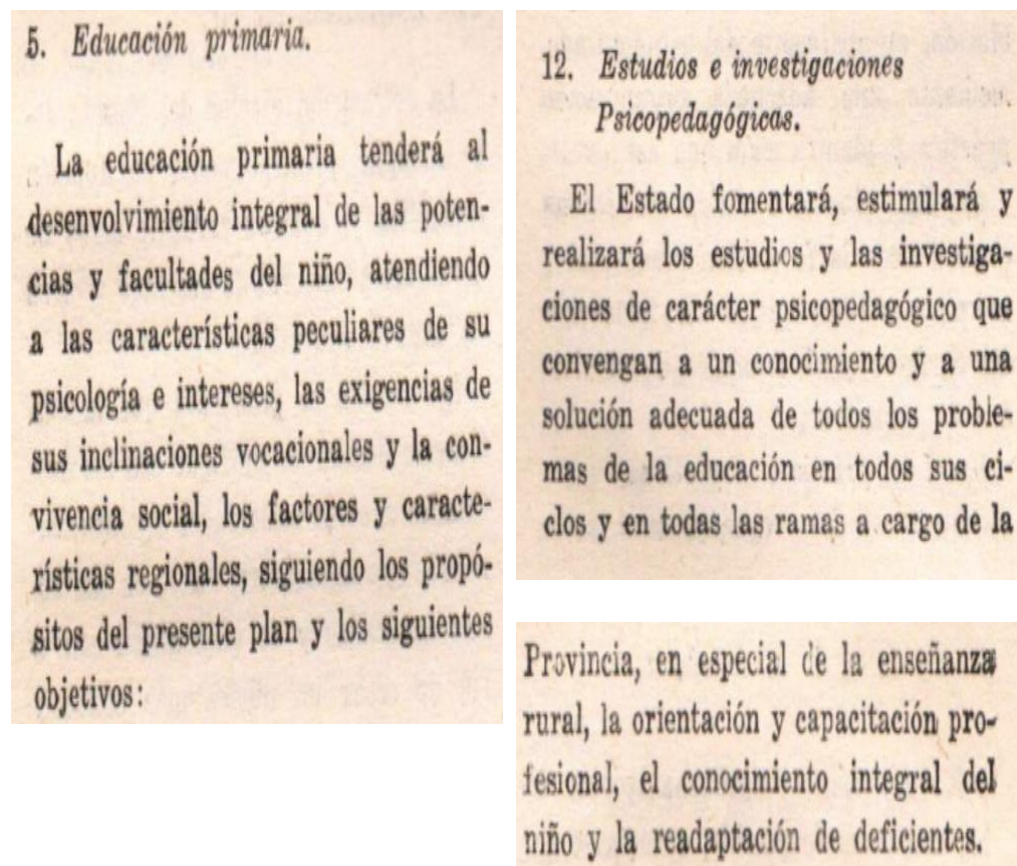 5. Educación primaria.
La educación primaria tenderá al
desenvolvimiento integral de las poten-
cias y facultades del niño, atendiendo
a las características peculiares de su
psicología e intereses, las exigencias de
sus inclinaciones vocacionales y la con-
vivencia social, los factores y caracte-
rísticas regionales, siguiendo los propó-
sitos del presente plan y los siguientes
objetivos:
12. Estudios e investigaciones
Psicopedagógicas.
El Estado fomentará, estimulará y
realizará los estudios y las investiga-
ciones de carácter psicopedagógico que
convengan a un conocimiento y a una
solución adecuada de todos los proble-
mas de la educación en todos sus ci-
clos y en todas las ramas a cargo de la
Provincia, en especial de la enseñanza
rural, la orientación y capacitación pro-
fesional, el conocimiento integral del
niño y la readaptación de deficientes.